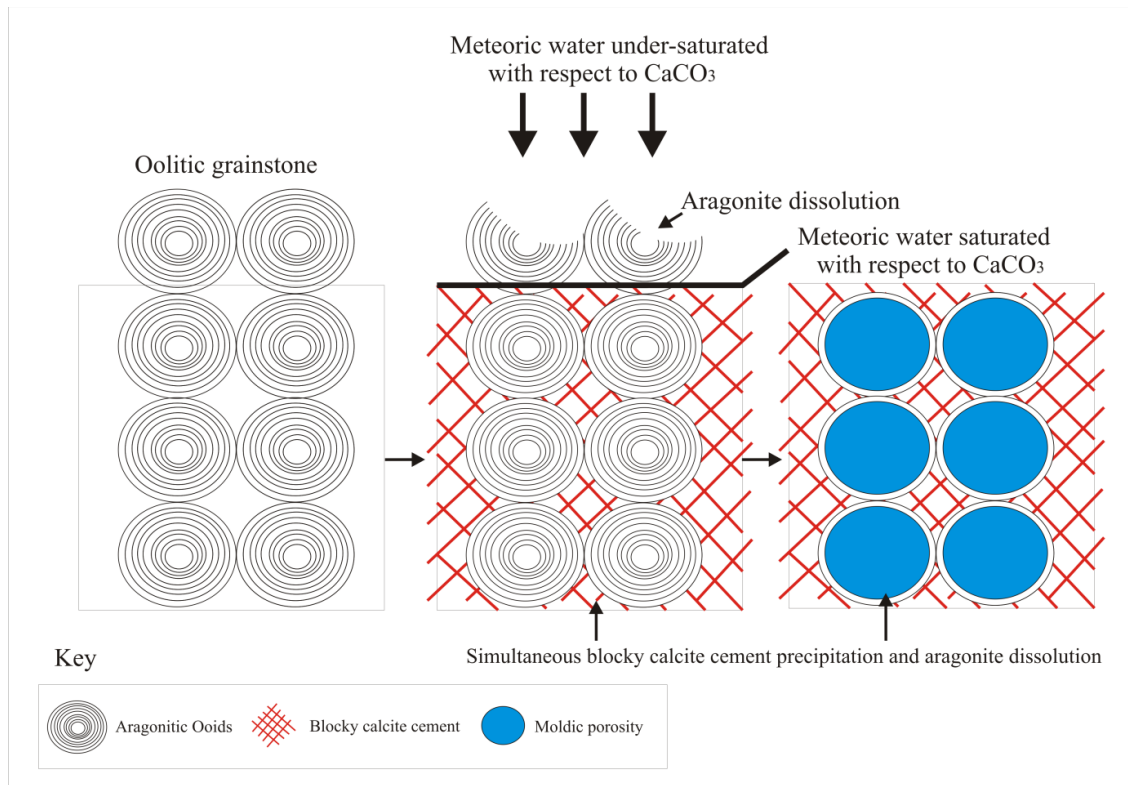 Meteoric water under-saturated
with respect to CaCO3
Oolitic grainstone
Aragonite dissolution
Meteoric water saturated
with respect to CaCO3
Simultaneous blocky calcite cement precipitation and aragonite dissolution
Key
Aragonitic Ooids
Blocky calcite cement
Moldic porosity